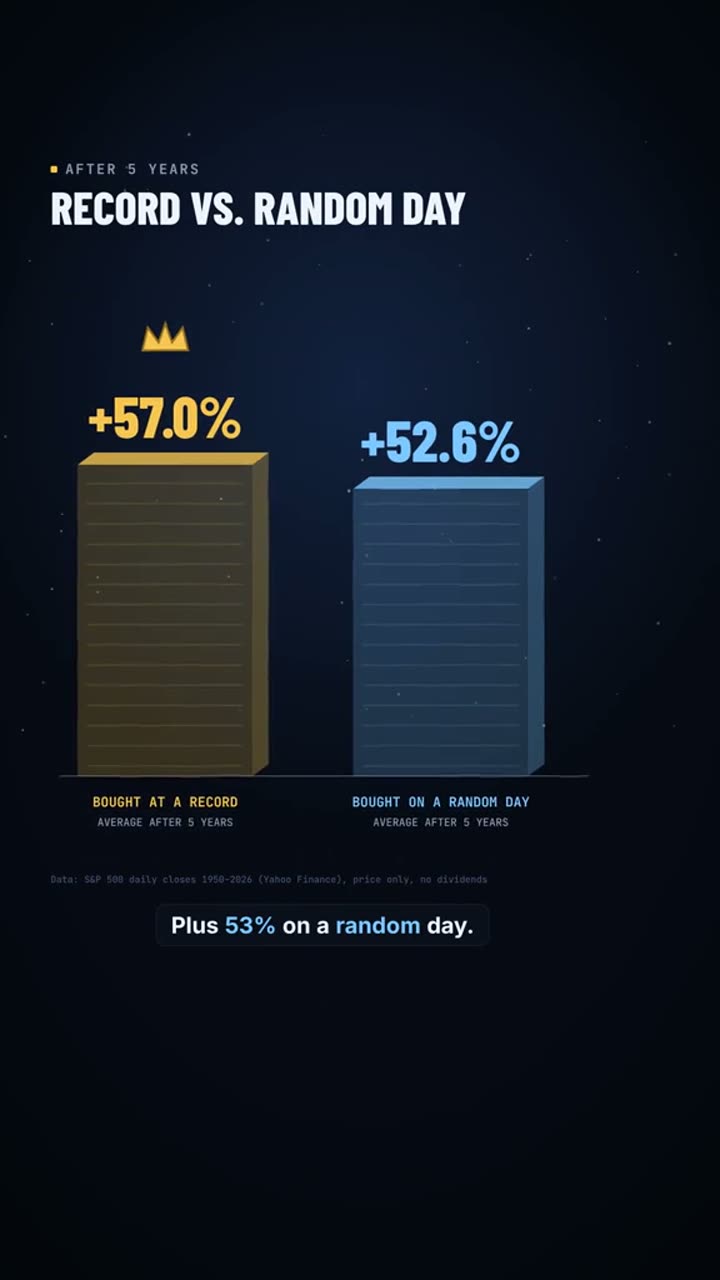 AFTER 5 YEARS
RECORD VS. RANDOM DAY
+57.0%
+52.6%
BOUGHT AT A RECORD
AVERAGE AFTER 5 YEARS
BOUGHT ON A RANDOM DAY
AVERAGE AFTER 5 YEARS
Data: S&P 500 daily closes 1950–2026 (Yahoo Finance), price only, no dividends
Plus 53% on a random day.